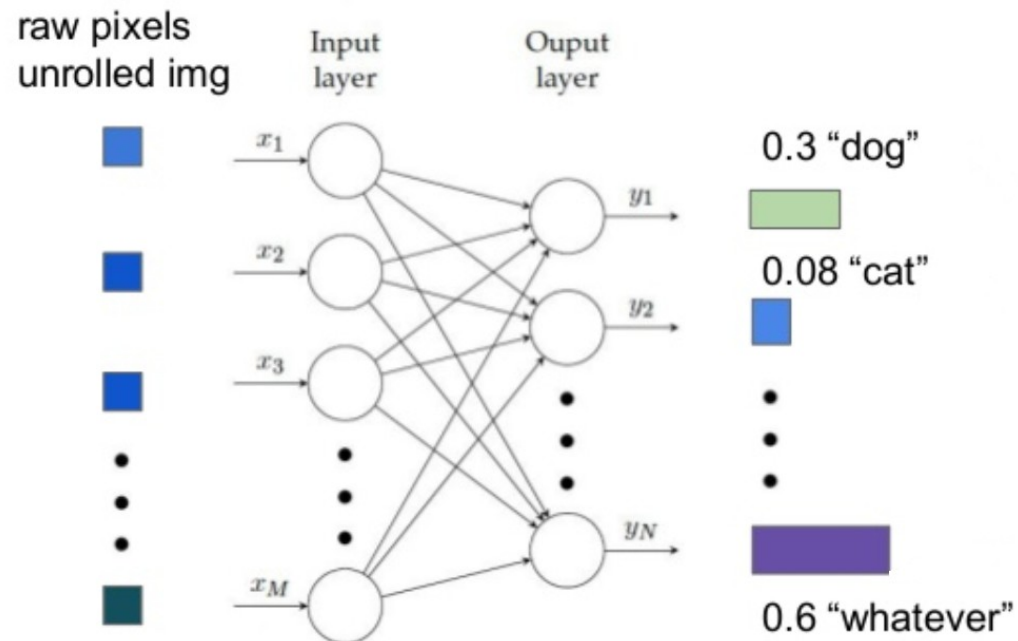 raw pixels
unrolled img
Input
layer
Ouput
layer
x1
x2
x3
xM
y1
y2
yN
0.3 “dog”
0.08 “cat”
0.6 “whatever”